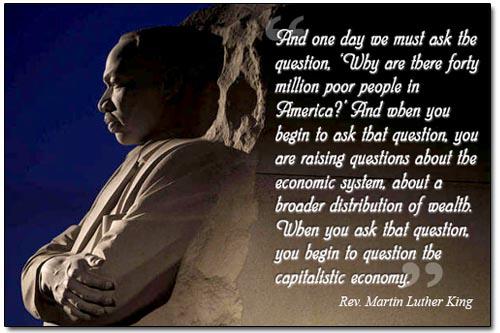 “And one day we must ask the
question, 'Why are there forty
million poor people in
America?' And when you
begin to ask that question, you
are raising questions about the
economic system, about a
broader distribution of wealth.
When you ask that question,
you begin to question the
capitalistic economy.”
Rev. Martin Luther King